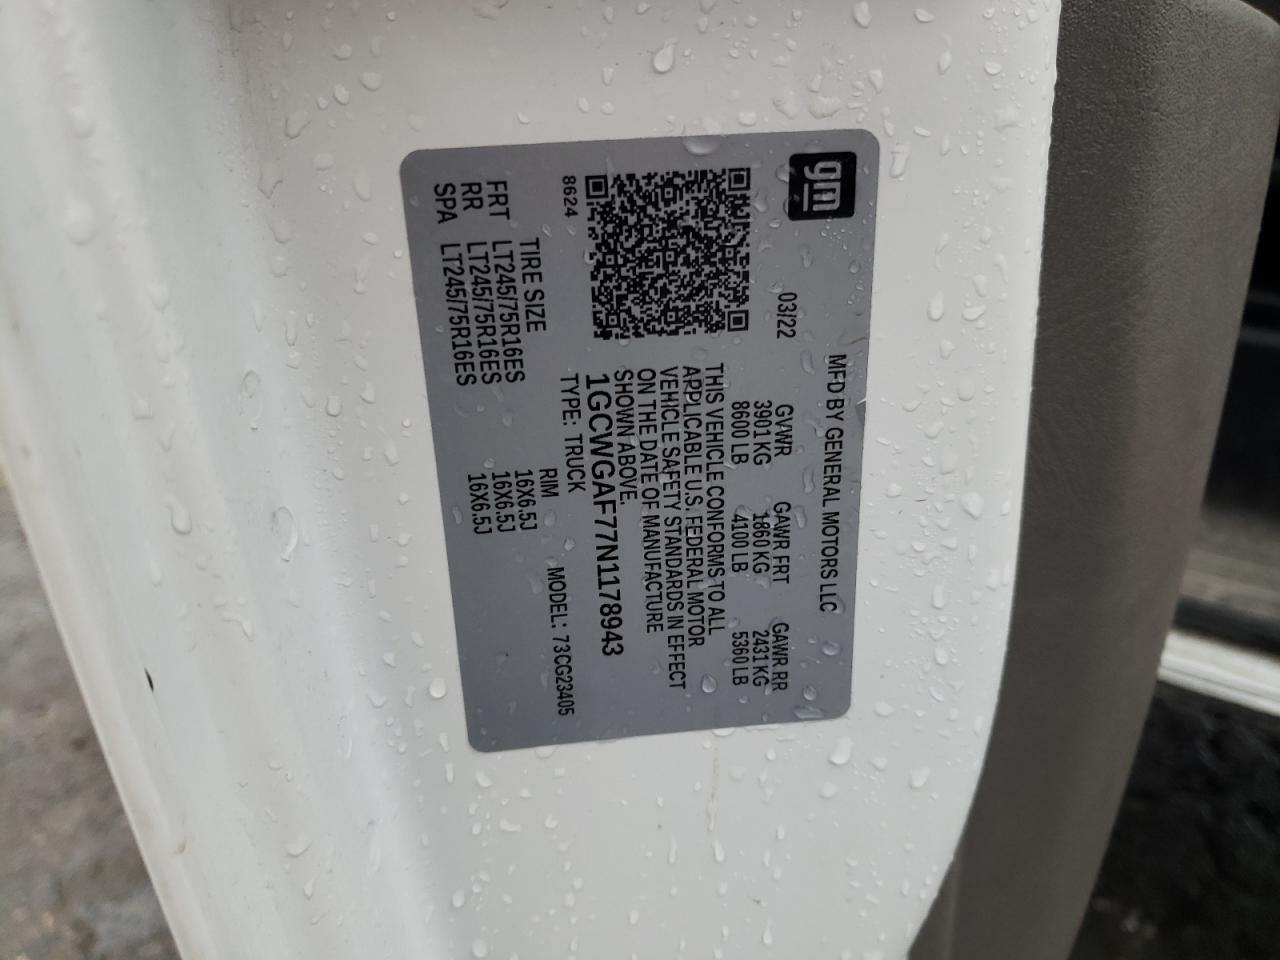 gm
MFD BY GENERAL MOTORS LLC
03/22
GVWR GAWR FRT GAWR RR
3901 KG 1860 KG 2431 KG
8600 LB 4100 LB 5360 LB
THIS VEHICLE CONFORMS TO ALL
APPLICABLE U.S. FEDERAL MOTOR
VEHICLE SAFETY STANDARDS IN EFFECT
ON THE DATE OF MANUFACTURE
SHOWN ABOVE.
1GCWGAF77N1178943
8624
TYPE: TRUCK MODEL: 73CG23405
TIRE SIZE RIM
FRT LT245/75R16ES 16X6.5J
RR LT245/75R16ES 16X6.5J
SPA LT245/75R16ES 16X6.5J